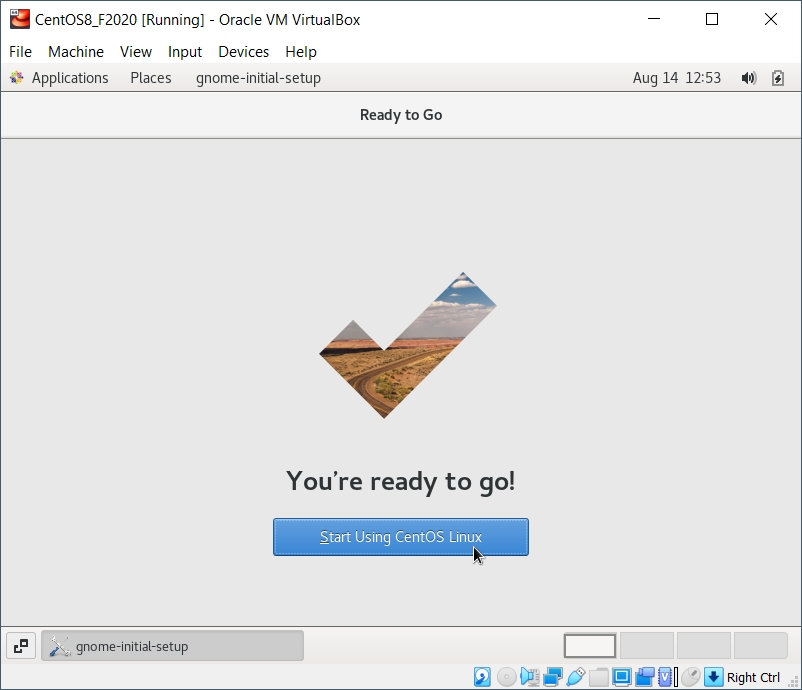 CentOS8_F2020 [Running] - Oracle VM VirtualBox
File Machine View Input Devices Help
Applications Places gnome-initial-setup Aug 14 12:53
Ready to Go
You're ready to go!
Start Using CentOS Linux
gnome-initial-setup
Right Ctrl